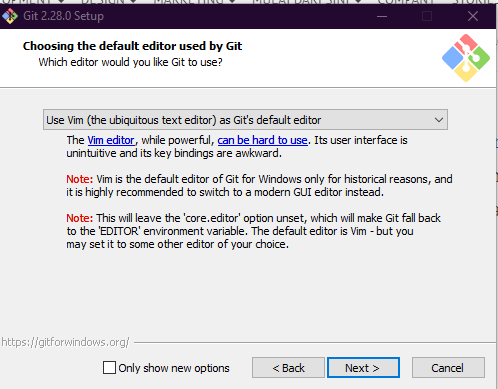 Git 2.28.0 Setup
Choosing the default editor used by Git
Which editor would you like Git to use?
Use Vim (the ubiquitous text editor) as Git's default editor
The Vim editor, while powerful, can be hard to use. Its user interface is
unintuitive and its key bindings are awkward.
Note: Vim is the default editor of Git for Windows only for historical reasons, and
it is highly recommended to switch to a modern GUI editor instead.
Note: This will leave the 'core.editor' option unset, which will make Git fall back
to the 'EDITOR' environment variable. The default editor is Vim - but you
may set it to some other editor of your choice.
https://gitforwindows.org/
Only show new options
< Back
Next >
Cancel